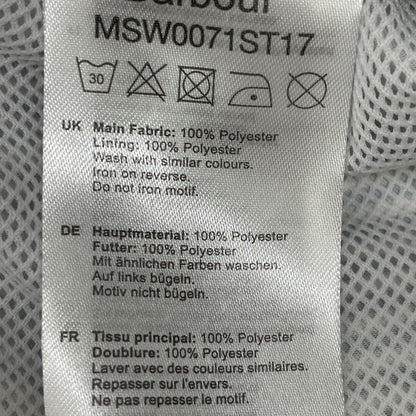 Barbour
MSW0071ST17
30
UK Main Fabric: 100% Polyester
Lining: 100% Polyester
Wash with similar colours.
Iron on reverse.
Do not iron motif.
DE Hauptmaterial: 100% Polyester
Futter: 100% Polyester
Mit ähnlichen Farben waschen.
Auf links bügeln.
Motiv nicht bügeln.
FR Tissu principal: 100% Polyester
Doublure: 100% Polyester
Laver avec des couleurs similaires.
Repasser sur l'envers.
Ne pas repasser le motif.